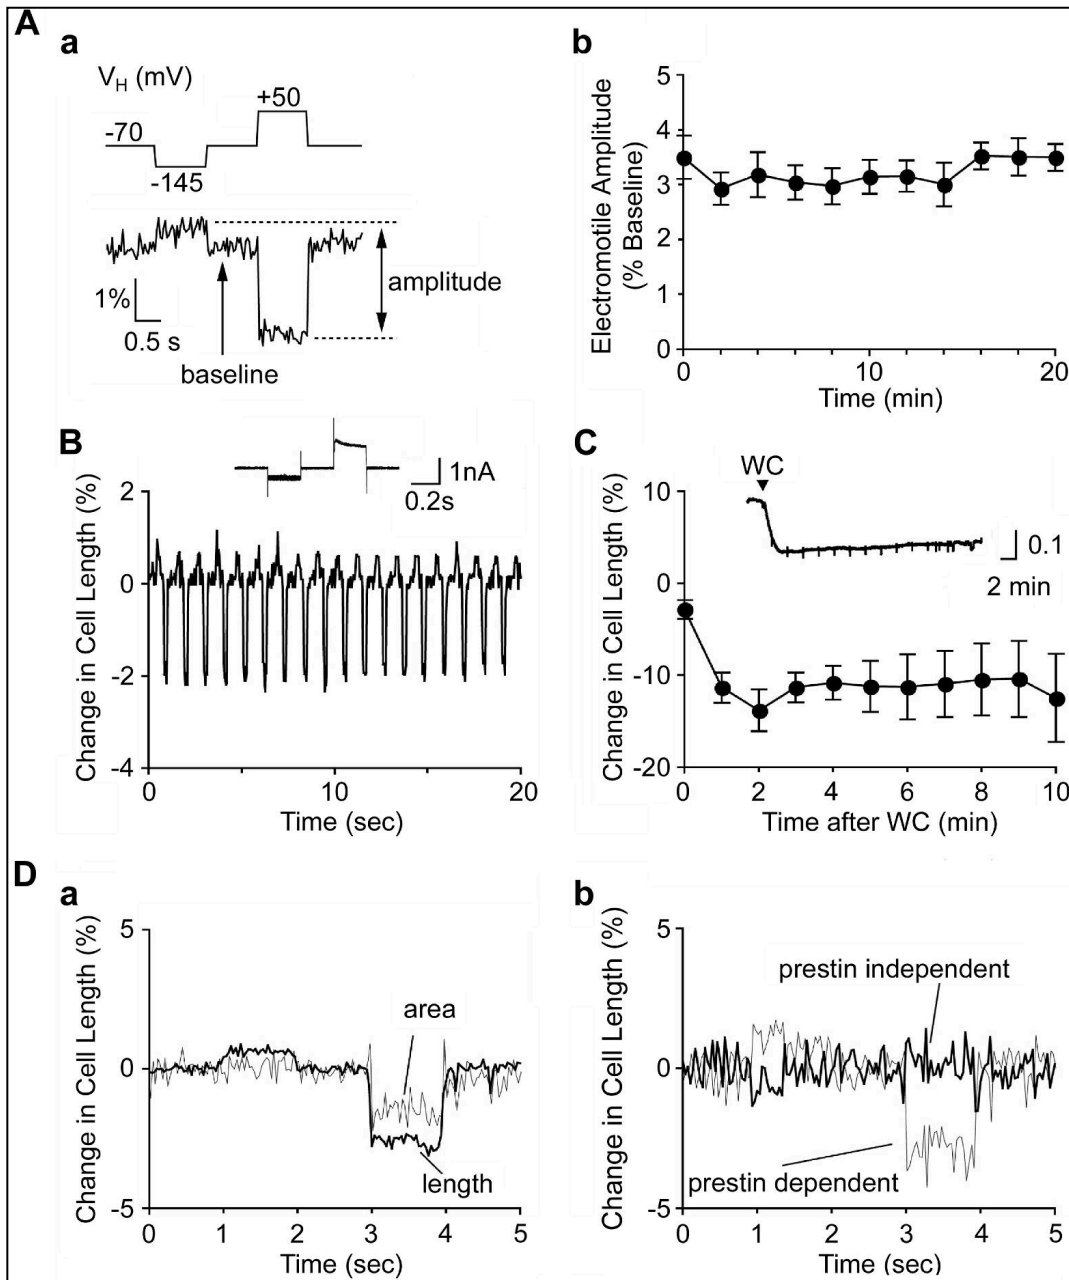 A
a
V_H (mV)
+50
-70
-145
1%
0.5 s
amplitude
baseline
b
Electromotile Amplitude
(% Baseline)
5
4
3
2
1
0
0
10
20
Time (min)
B
1nA
0.2s
Change in Cell Length (%)
2
0
-2
-4
0
10
20
Time (sec)
C
WC
0.1
2 min
Change in Cell Length (%)
10
0
-10
-20
0
2
4
6
8
10
Time after WC (min)
D
a
Change in Cell Length (%)
5
0
-5
area
length
0
1
2
3
4
5
Time (sec)
b
Change in Cell Length (%)
5
0
-5
prestin independent
prestin dependent
0
1
2
3
4
5
Time (sec)